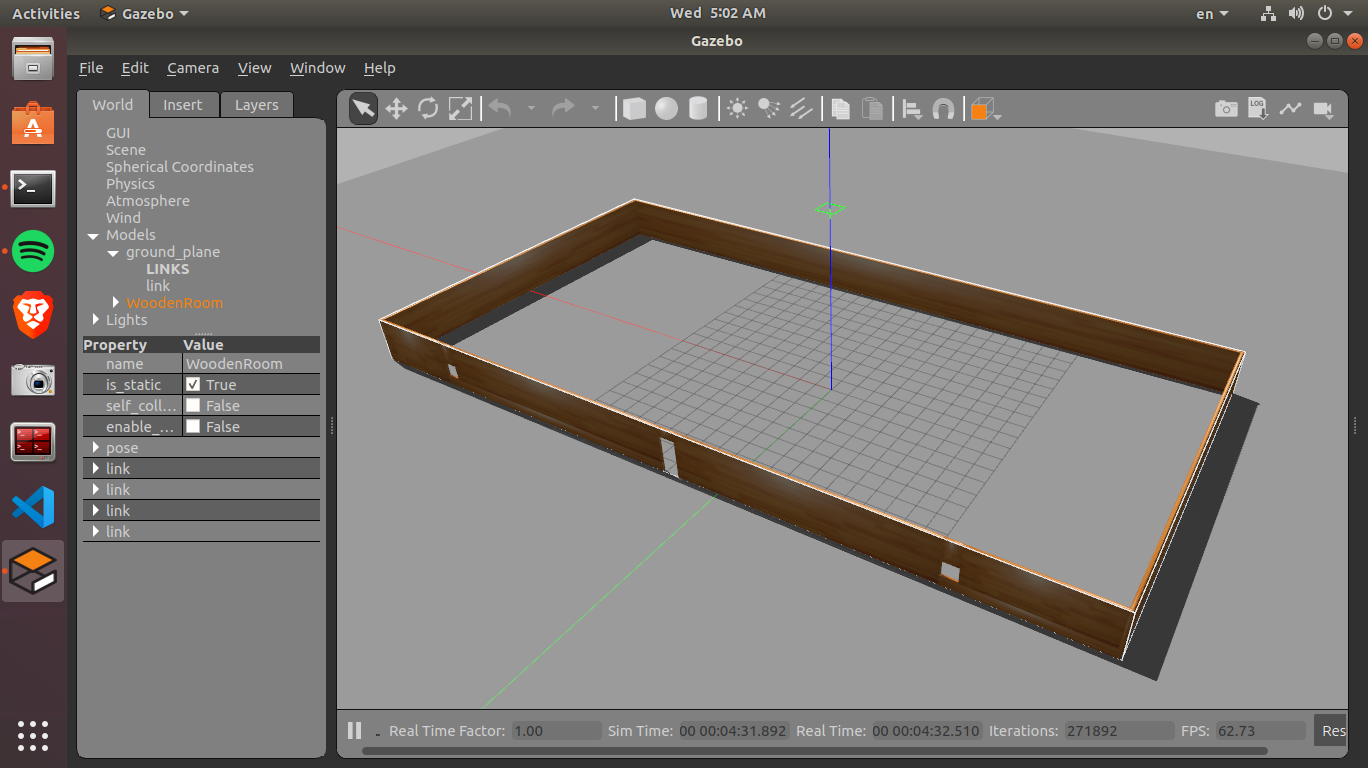 Activities Gazebo Wed 5:02 AM en
Gazebo
File Edit Camera View Window Help
World Insert Layers
GUI
Scene
Spherical Coordinates
Physics
Atmosphere
Wind
Models
ground_plane
LINKS
link
WoodenRoom
Lights
Property Value
name WoodenRoom
is_static True
self_coll... False
enable_... False
pose
link
link
link
link
LOG
Real Time Factor: 1.00 Sim Time: 00 00:04:31.892 Real Time: 00 00:04:32.510 Iterations: 271892 FPS: 62.73 Res